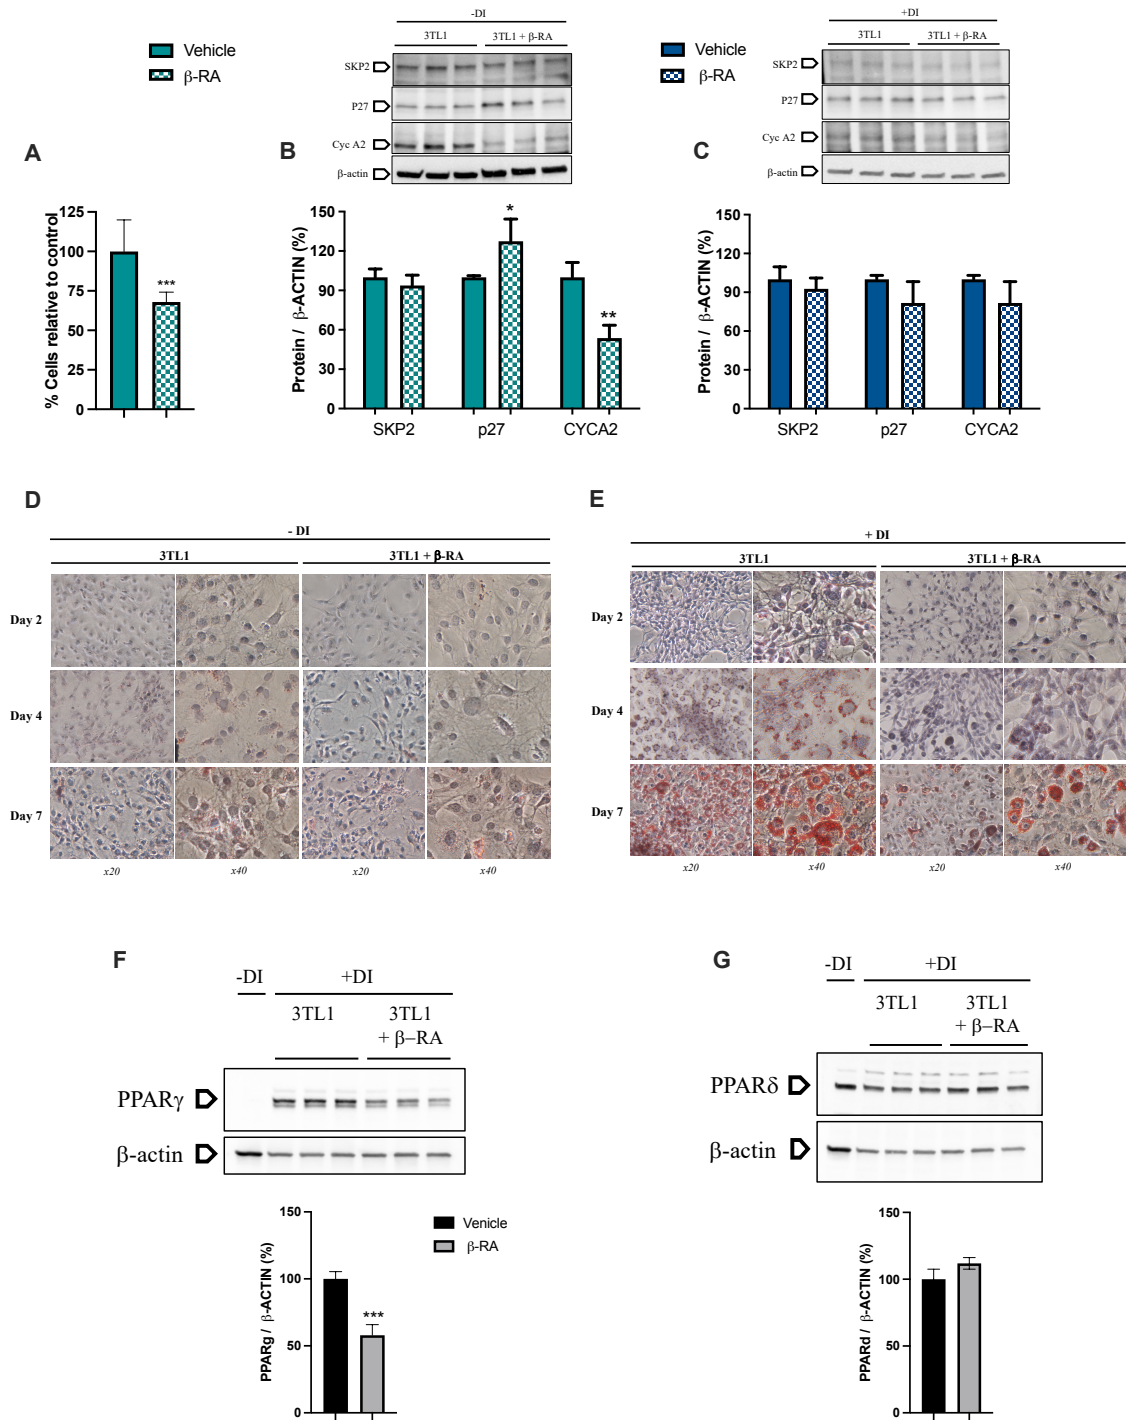 -DI
3TL1 3TL1 + β-RA
Vehicle
β-RA
SKP2
P27
Cyc A2
β-actin
+DI
3TL1 3TL1 + β-RA
Vehicle
β-RA
SKP2
P27
Cyc A2
β-actin
A
% Cells relative to control
125
100
75
50
25
0
***
B
Protein / β-ACTIN (%)
150
120
90
60
30
0
*
**
SKP2 p27 CYCA2
C
Protein / β-ACTIN (%)
150
120
90
60
30
0
SKP2 p27 CYCA2
D
- DI
3TL1 3TL1 + β-RA
Day 2
Day 4
Day 7
x20 x40 x20 x40
E
+ DI
3TL1 3TL1 + β-RA
Day 2
Day 4
Day 7
x20 x40 x20 x40
F
-DI +DI
3TL1 3TL1
+ β-RA
PPARγ
β-actin
PPARg / β-ACTIN (%)
150
100
50
0
***
Venicle
β-RA
G
-DI +DI
3TL1 3TL1
+ β-RA
PPARδ
β-actin
PPARd / β-ACTIN (%)
150
100
50
0